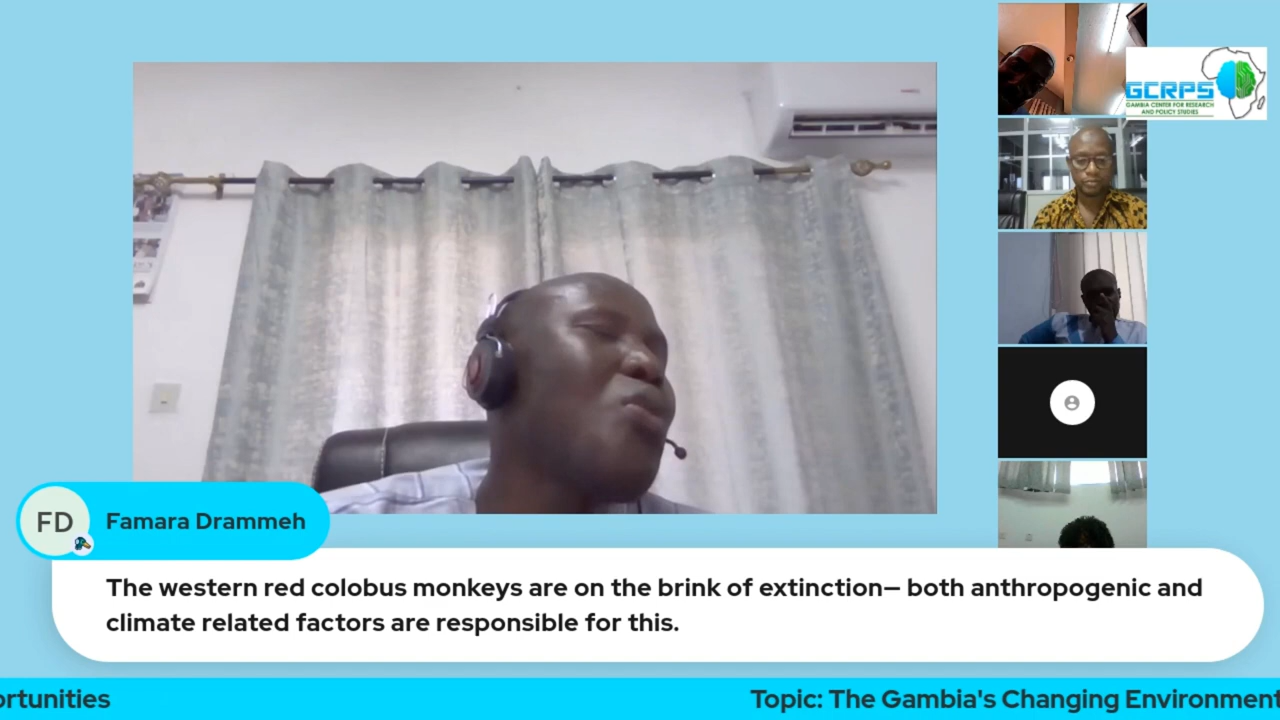 GCRPS
GAMBIA CENTER FOR RESEARCH
AND POLICY STUDIES
FD
Famara Drammeh
The western red colobus monkeys are on the brink of extinction— both anthropogenic and
climate related factors are responsible for this.
ortunities
Topic: The Gambia's Changing Environment